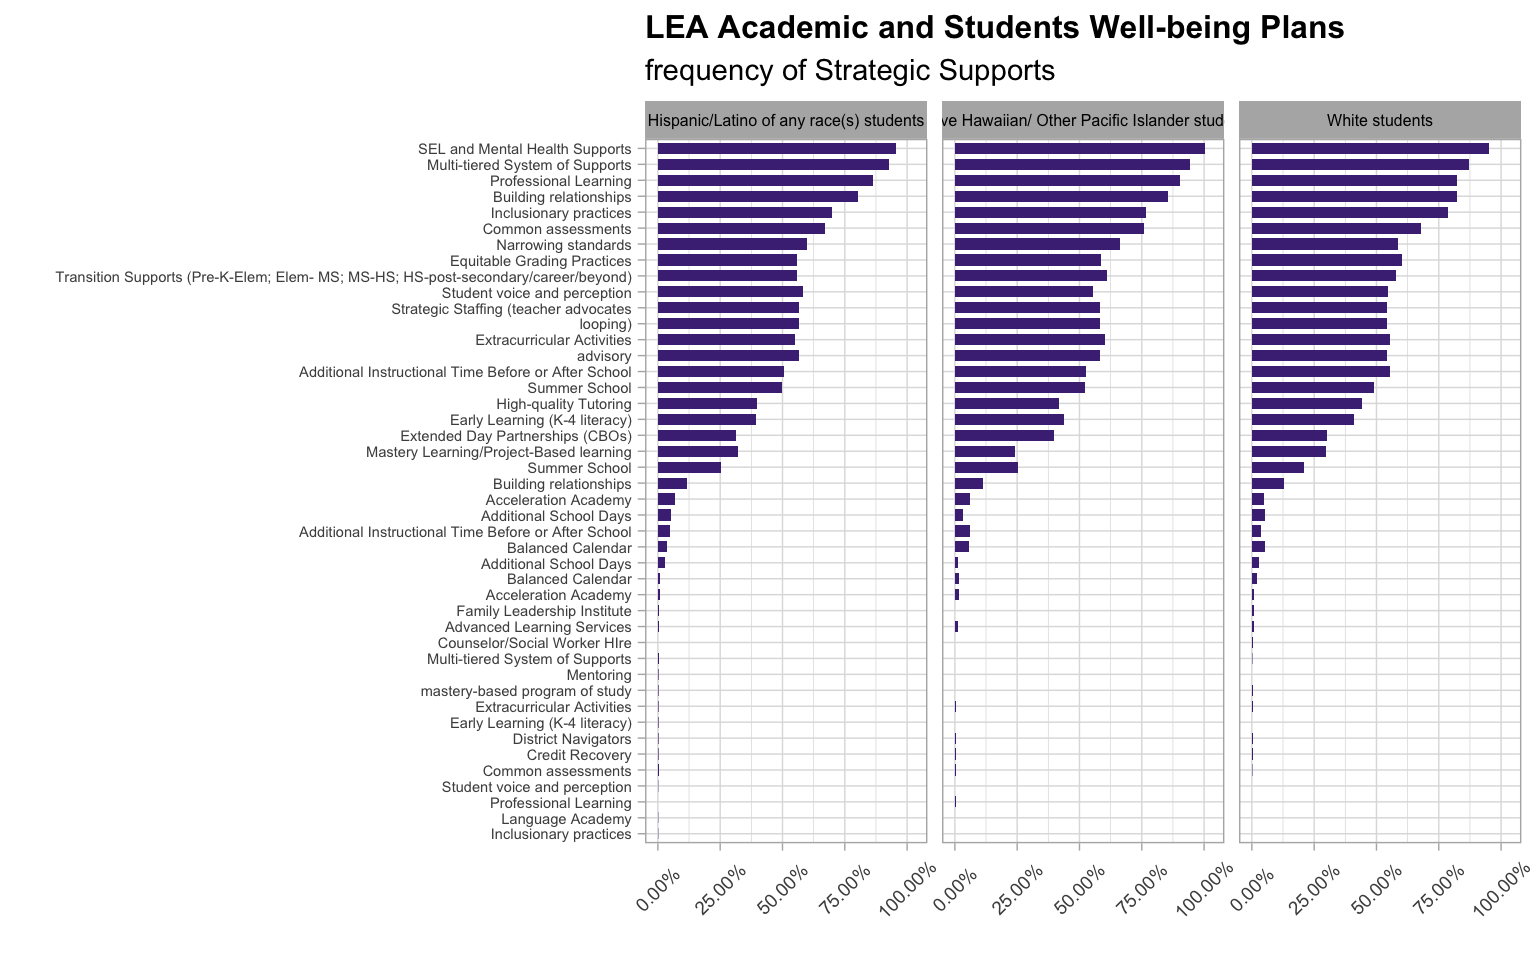 LEA Academic and Students Well-being Plans
frequency of Strategic Supports
Hispanic/Latino of any race(s) students
ve Hawaiian/ Other Pacific Islander stud
White students
SEL and Mental Health Supports
Multi-tiered System of Supports
Professional Learning
Building relationships
Inclusionary practices
Common assessments
Narrowing standards
Equitable Grading Practices
Transition Supports (Pre-K-Elem; Elem- MS; MS-HS; HS-post-secondary/career/beyond)
Student voice and perception
Strategic Staffing (teacher advocates
looping)
Extracurricular Activities
advisory
Additional Instructional Time Before or After School
Summer School
High-quality Tutoring
Early Learning (K-4 literacy)
Extended Day Partnerships (CBOs)
Mastery Learning/Project-Based learning
Summer School
Building relationships
Acceleration Academy
Additional School Days
Additional Instructional Time Before or After School
Balanced Calendar
Additional School Days
Balanced Calendar
Acceleration Academy
Family Leadership Institute
Advanced Learning Services
Counselor/Social Worker HIre
Multi-tiered System of Supports
Mentoring
mastery-based program of study
Extracurricular Activities
Early Learning (K-4 literacy)
District Navigators
Credit Recovery
Common assessments
Student voice and perception
Professional Learning
Language Academy
Inclusionary practices
0.00% 25.00% 50.00% 75.00% 100.00%
0.00% 25.00% 50.00% 75.00% 100.00%
0.00% 25.00% 50.00% 75.00% 100.00%